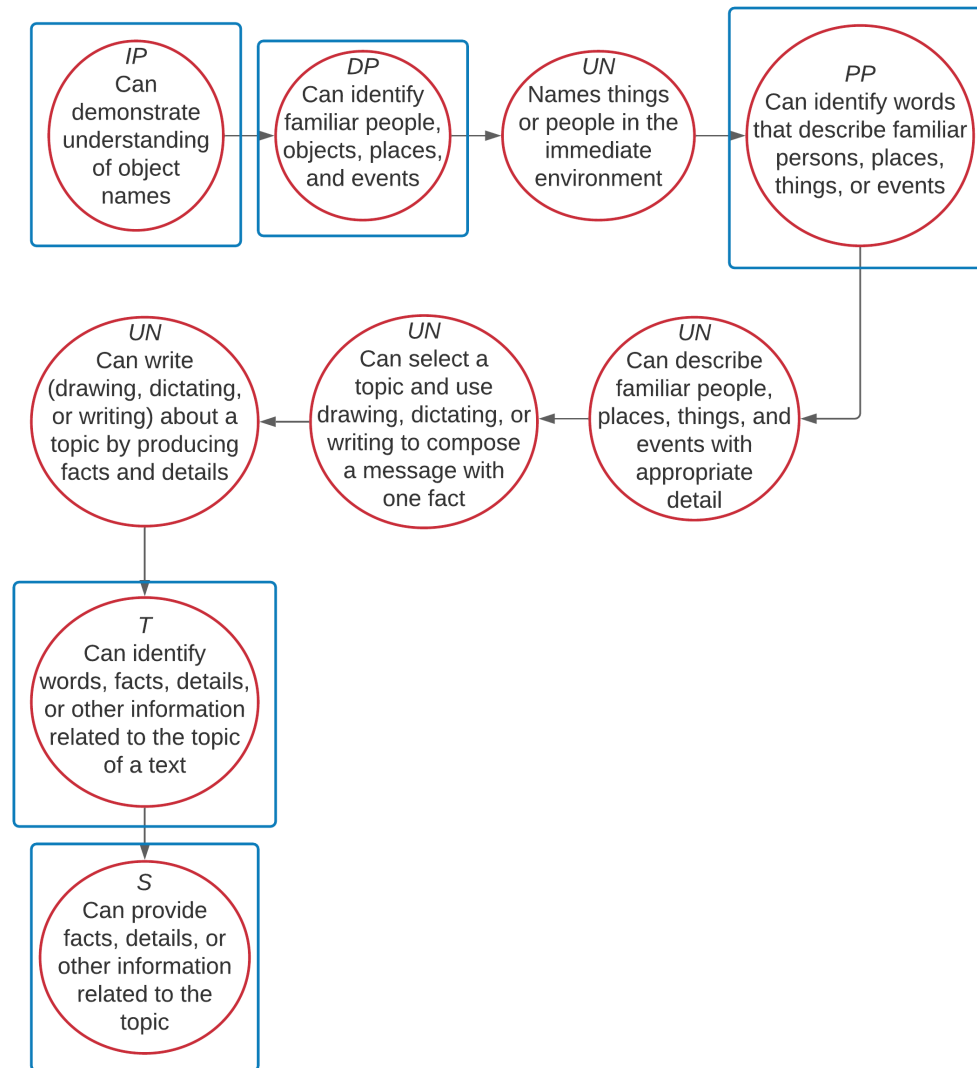 IP
Can
demonstrate
understanding
of object
names
DP
Can identify
familiar people,
objects, places,
and events
UN
Names things
or people in the
immediate
environment
PP
Can identify words
that describe familiar
persons, places,
things, or events
UN
Can describe
familiar people,
places, things, and
events with
appropriate
detail
UN
Can select a
topic and use
drawing, dictating, or
writing to compose
a message with
one fact
UN
Can write
(drawing, dictating,
or writing) about a
topic by producing
facts and details
T
Can identify
words, facts, details,
or other information
related to the topic
of a text
S
Can provide
facts, details, or
other information
related to the
topic